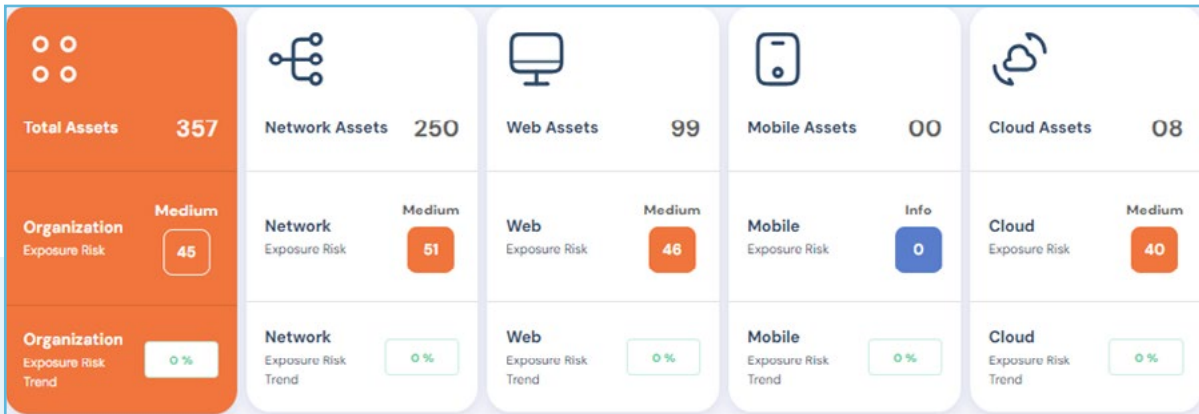 Total Assets 357
Organization
Exposure Risk
Medium
45
Organization
Exposure Risk
Trend
0 %
Network Assets 250
Network
Exposure Risk
Medium
51
Network
Exposure Risk
Trend
0 %
Web Assets 99
Web
Exposure Risk
Medium
46
Web
Exposure Risk
Trend
0 %
Mobile Assets 00
Mobile
Exposure Risk
Info
0
Mobile
Exposure Risk
Trend
0 %
Cloud Assets 08
Cloud
Exposure Risk
Medium
40
Cloud
Exposure Risk
Trend
0 %